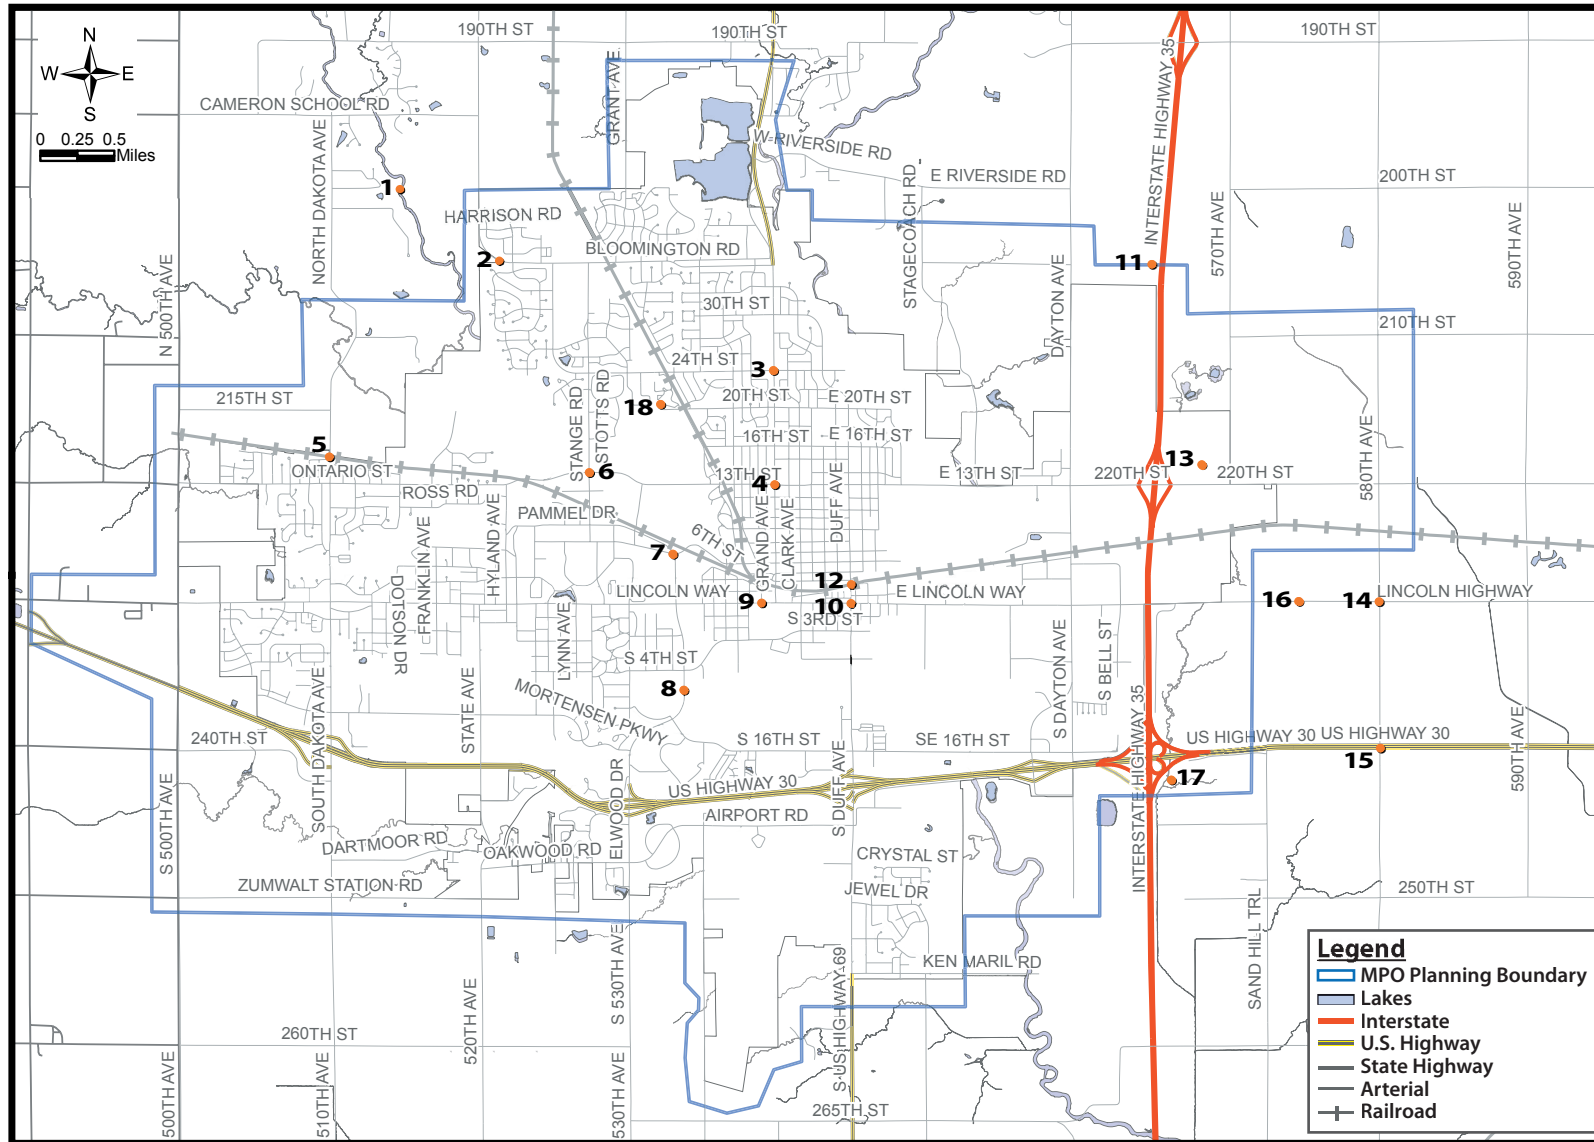 190TH ST
190TH ST
190TH ST
N
W E
S
CAMERON SCHOOL RD
0 0.25 0.5
Miles
NORTH DAKOTA AVE
GRANT AVE
W RIVERSIDE RD
E RIVERSIDE RD
INTERSTATE HIGHWAY 35
200TH ST
1
HARRISON RD
BLOOMINGTON RD
STAGECOACH RD
570TH AVE
590TH AVE
2
11
N 500TH AVE
30TH ST
DAYTON AVE
210TH ST
24TH ST
3
215TH ST
STANGE RD
STOTTS RD
18
20TH ST
E 20TH ST
16TH ST
E 16TH ST
580TH AVE
5
ONTARIO ST
6
13TH ST
E 13TH ST
220TH ST
13
220TH ST
4
ROSS RD
HYLAND AVE
PAMMEL DR
GRAND AVE
CLARK AVE
DUFF AVE
6TH ST
7
FRANKLIN AVE
DOTSON DR
LINCOLN WAY
12
E LINCOLN WAY
9
10
16
14
LINCOLN HIGHWAY
S 3RD ST
LYNN AVE
S 4TH ST
S DAYTON AVE
S BELL ST
8
MORTENSEN PKWY
SOUTH DAKOTA AVE
STATE AVE
240TH ST
S 16TH ST
SE 16TH ST
INTERSTATE HIGHWAY 35
US HIGHWAY 30
US HIGHWAY 30
15
590TH AVE
17
S 500TH AVE
ELWOOD DR
US HIGHWAY 30
S DUFF AVE
AIRPORT RD
DARTMOOR RD
OAKWOOD RD
CRYSTAL ST
ZUMWALT STATION RD
JEWEL DR
250TH ST
SAND HILL TRL
S 530TH AVE
KEN MARIL RD
520TH AVE
S US HIGHWAY 69
260TH ST
500TH AVE
510TH AVE
530TH AVE
265TH ST
Legend
MPO Planning Boundary
Lakes
Interstate
U.S. Highway
State Highway
Arterial
Railroad